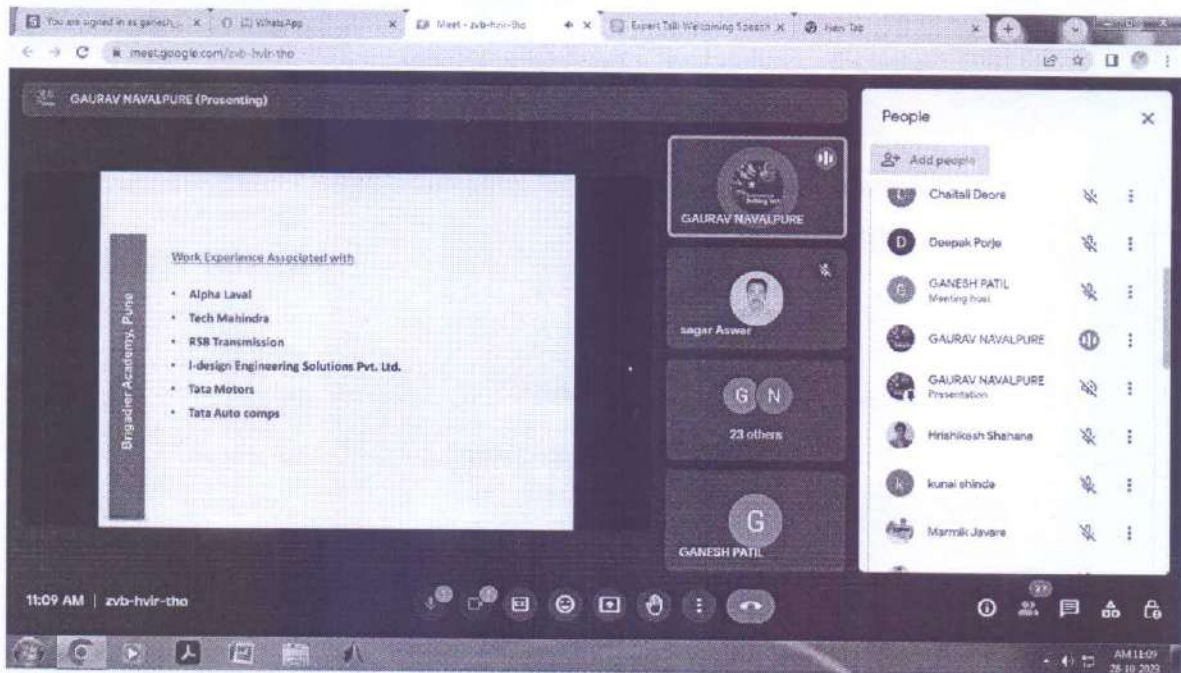 You are signed in as ganesh_
WhatsApp
Meet - zvb-hvir-tho
Expert Talk Welcoming Speech
New Tab
meet.google.com/zvb-hvir-tho
GAURAV NAVALPURE (Presenting)
Brigadier Academy, Pune
Work Experience Associated with
• Alpha Laval
• Tech Mahindra
• RSB Transmission
• I-design Engineering Solutions Pvt. Ltd.
• Tata Motors
• Tata Auto comps
GAURAV NAVALPURE
sagar Aswar
G N
23 others
G
GANESH PATIL
People
Add people
Chaitali Deore
D
Deepak Porje
G
GANESH PATIL
Meeting host
GAURAV NAVALPURE
GAURAV NAVALPURE
Presentation
Hrishikesh Shahane
k
kunal shinde
Marmik Javare
11:09 AM | zvb-hvir-tho
27
AM 11:09